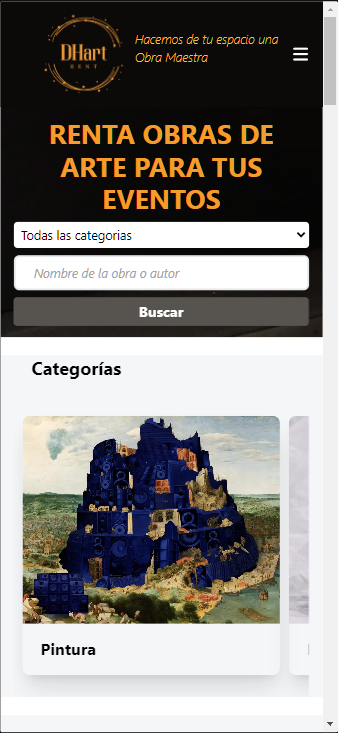 DHart
RENT
Hacemos de tu espacio una
Obra Maestra
RENTA OBRAS DE
ARTE PARA TUS
EVENTOS
Todas las categorias
Nombre de la obra o autor
Buscar
Categorías
Pintura